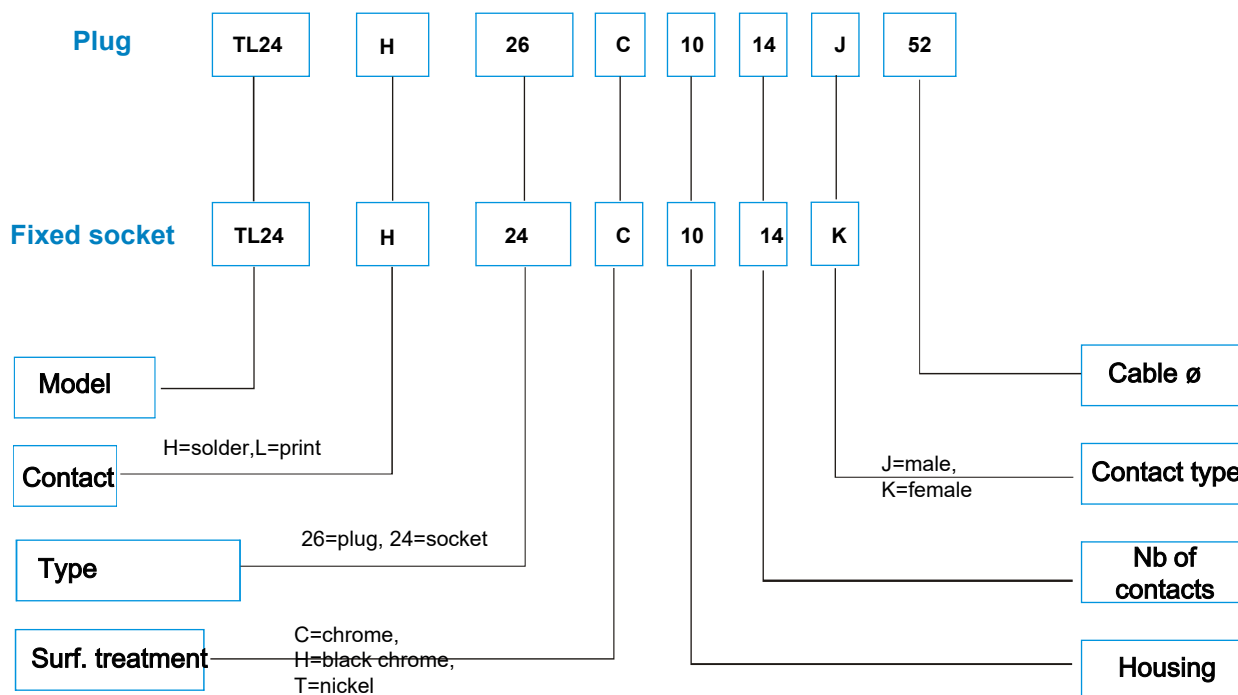 Plug TL24 H 26 C 10 14 J 52
Fixed socket TL24 H 24 C 10 14 K
Model
Cable ø
Contact
H=solder,L=print
J=male,
K=female
Contact type
Type
26=plug, 24=socket
Nb of
contacts
Surf. treatment
C=chrome,
H=black chrome,
T=nickel
Housing